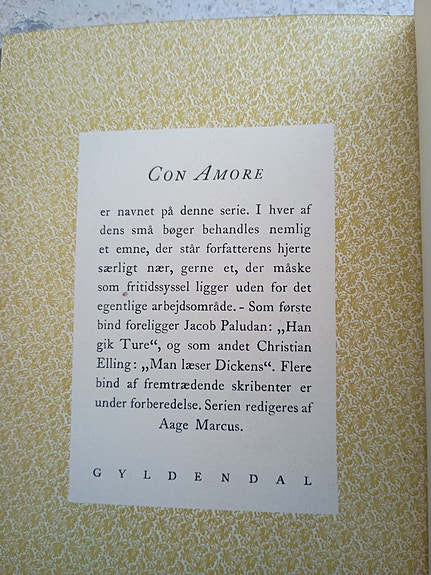 CON AMORE
er navnet på denne serie. I hver af
dens små bøger behandles nemlig
et emne, der står forfatterens hjerte
særligt nær, gerne et, der måske
som fritidssyssel ligger uden for det
egentlige arbejdsområde. - Som første
bind foreligger Jacob Paludan: „Han
gik Ture“, og som andet Christian
Elling: „Man læser Dickens“. Flere
bind af fremtrædende skribenter er
under forberedelse. Serien redigeres af
Aage Marcus.
GYLDENDAL